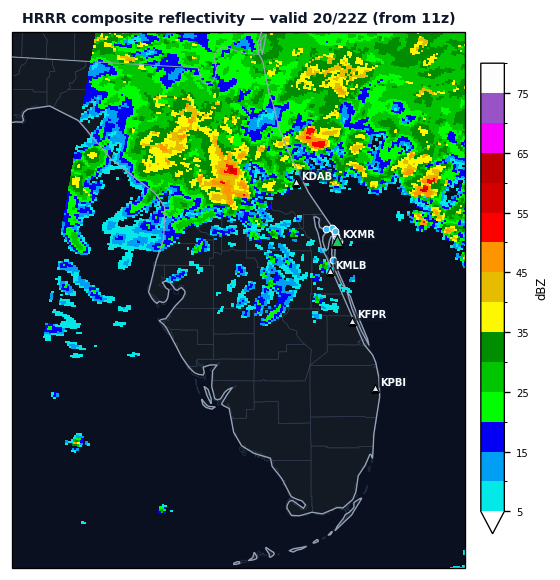 HRRR composite reflectivity — valid 20/22Z (from 11z)
KDAB
KXMR
KMLB
KFPR
KPBI
75
65
55
45
35
25
15
5
dBZ